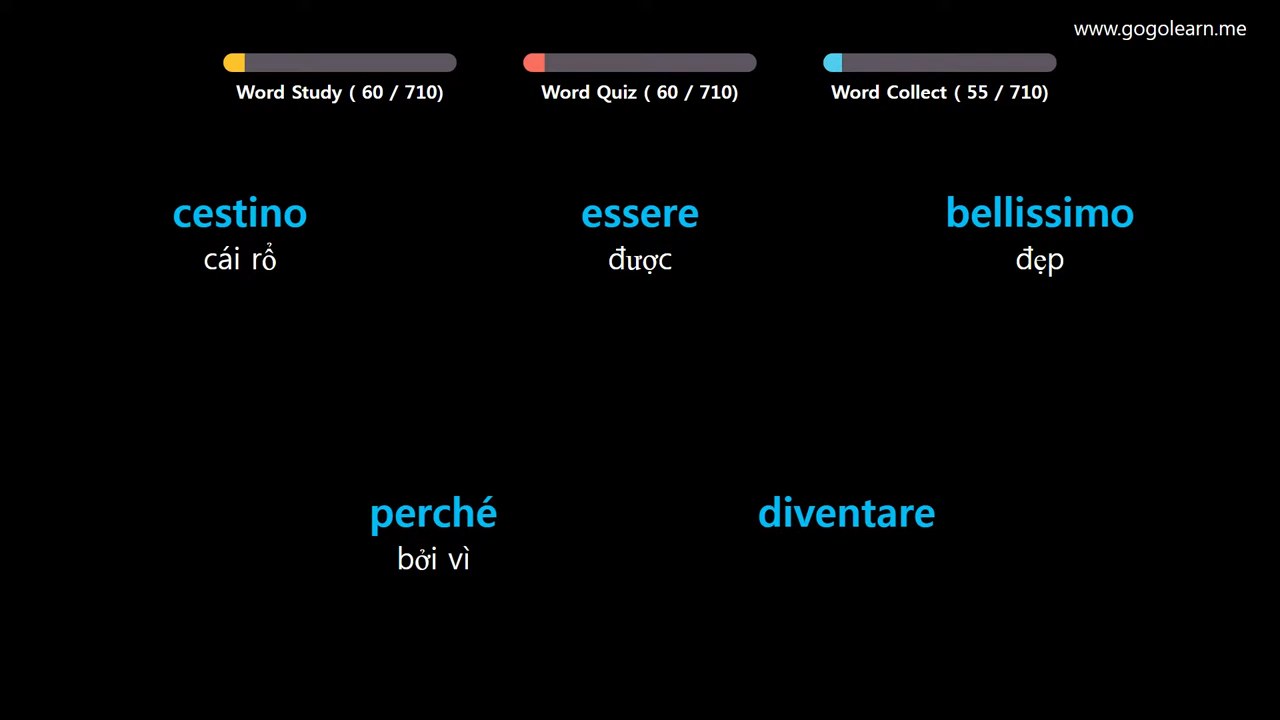 www.gogolearn.me
Word Study ( 60 / 710)
Word Quiz ( 60 / 710)
Word Collect ( 55 / 710)
cestino
cái rổ
essere
được
bellissimo
đẹp
perché
bởi vì
diventare